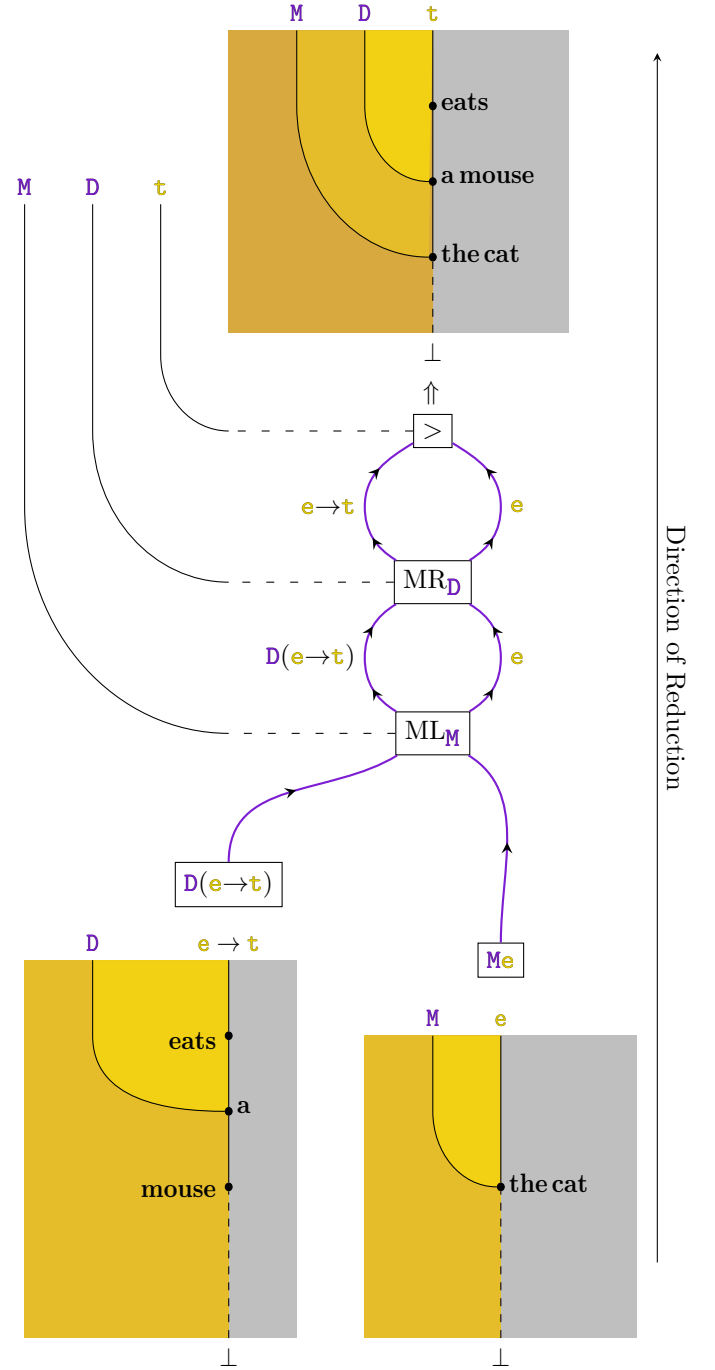 M D t
eats
a mouse
the cat
⊥
⇑
M D t
>
e→t e
MR_D
D(e→t) e
ML_M
D(e→t)
Me
D e → t
eats
a
mouse
⊥
M e
the cat
⊥
Direction of Reduction